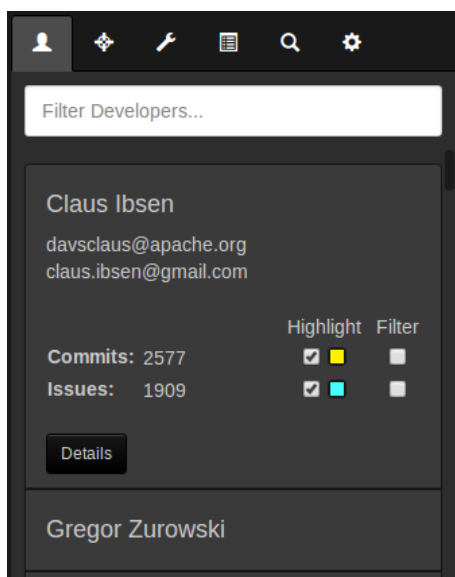 Filter Developers...
Claus Ibsen
davsclaus@apache.org
claus.ibsen@gmail.com
Highlight Filter
Commits: 2577
Issues: 1909
Details
Gregor Zurowski